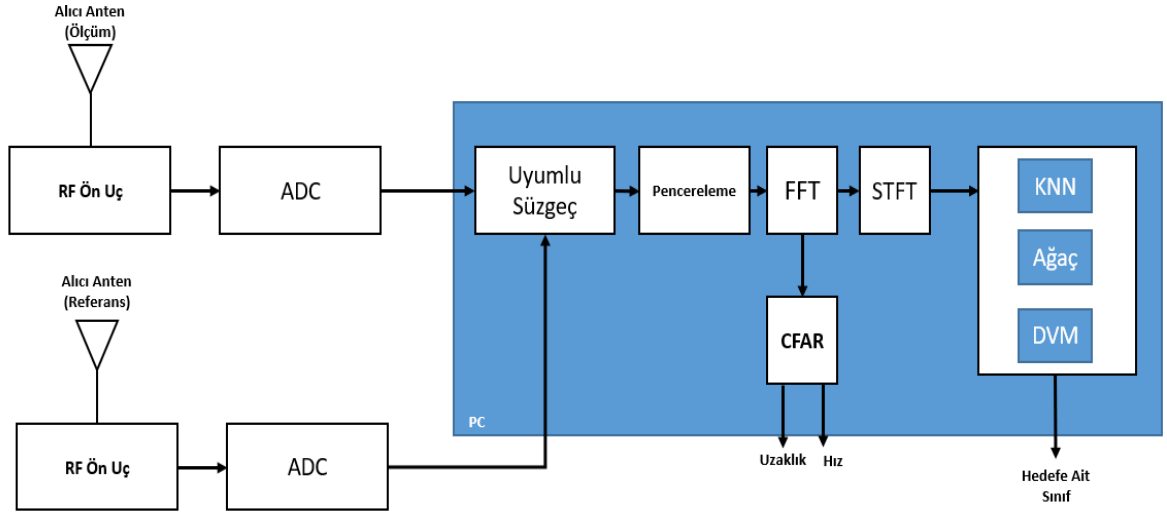 Alıcı Anten
(Ölçüm)
RF Ön Uç
ADC
Uyumlu
Süzgeç
Pencereleme
FFT
STFT
KNN
Ağaç
DVM
CFAR
PC
Uzaklık
Hız
Hedefe Ait
Sınıf
Alıcı Anten
(Referans)
RF Ön Uç
ADC